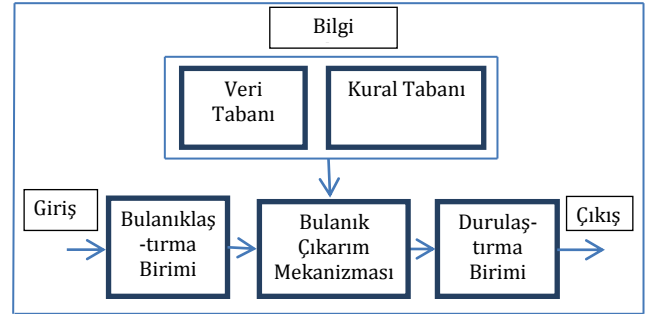 Bilgi
Veri
Tabanı
Kural Tabanı
Giriş
Bulanıklaş
-tırma
Birimi
Bulanık
Çıkarım
Mekanizması
Durulaş-
tırma
Birimi
Çıkış